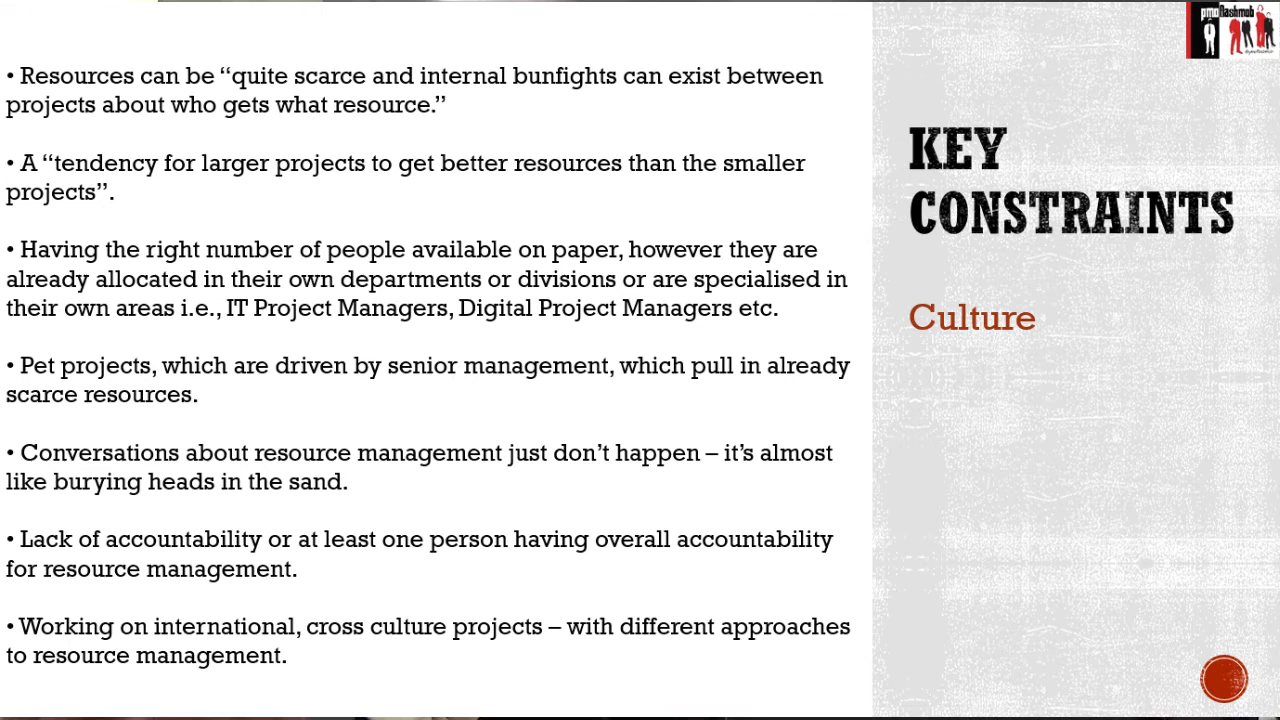 • Resources can be “quite scarce and internal bunfights can exist between
projects about who gets what resource.”
• A “tendency for larger projects to get better resources than the smaller
projects”.
• Having the right number of people available on paper, however they are
already allocated in their own departments or divisions or are specialised in
their own areas i.e., IT Project Managers, Digital Project Managers etc.
• Pet projects, which are driven by senior management, which pull in already
scarce resources.
• Conversations about resource management just don’t happen – it’s almost
like burying heads in the sand.
• Lack of accountability or at least one person having overall accountability
for resource management.
• Working on international, cross culture projects – with different approaches
to resource management.
pmo flashmob
KEY
CONSTRAINTS
Culture